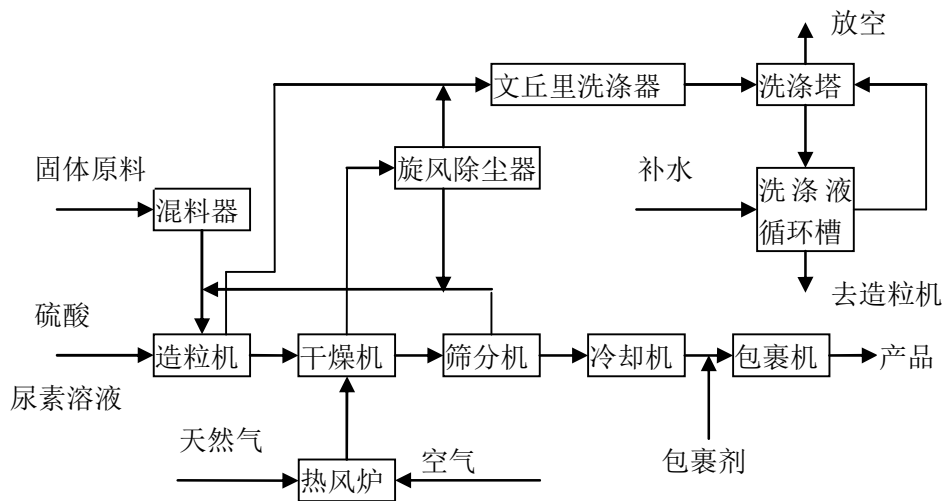 放空
文丘里洗涤器
洗涤塔
固体原料
旋风除尘器
补水
洗涤液
循环槽
混料器
去造粒机
硫酸
造粒机
干燥机
筛分机
冷却机
包裹机
产品
尿素溶液
天然气
空气
包裹剂
热风炉